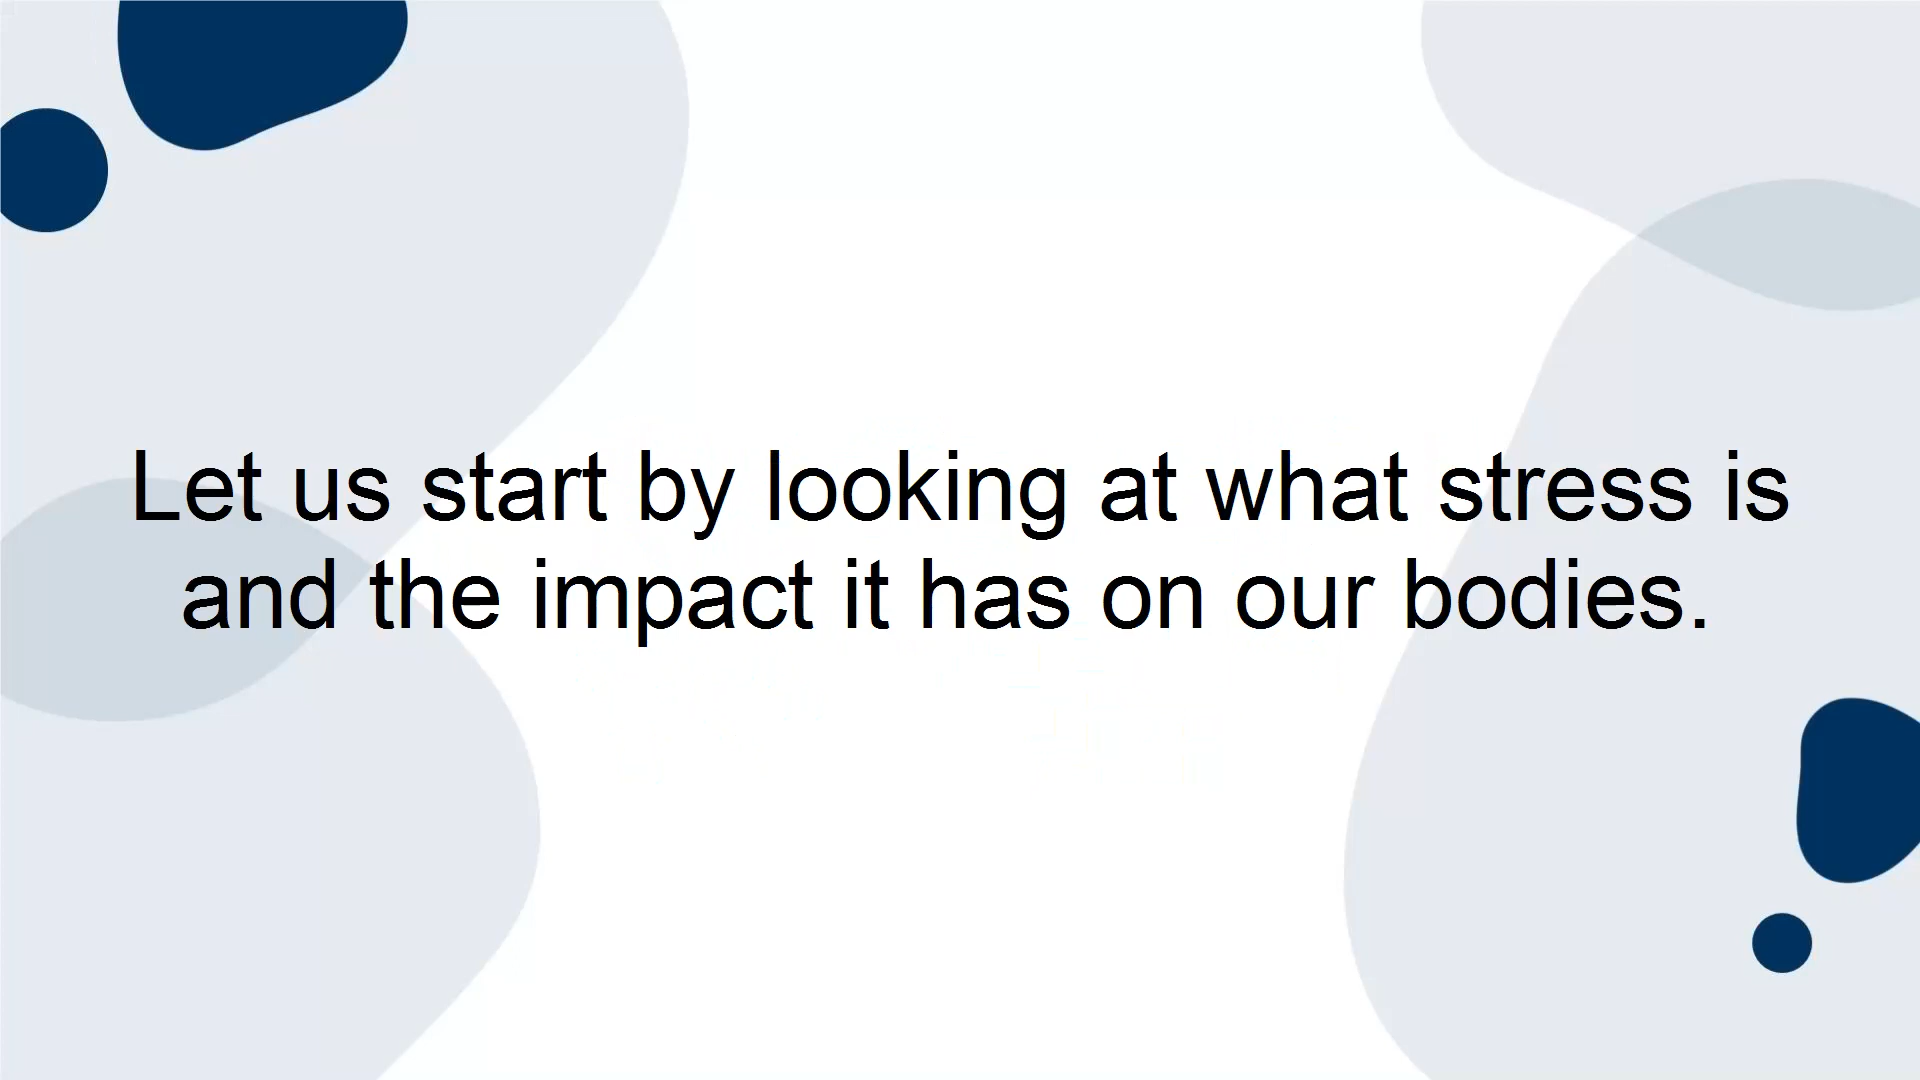 Let us start by looking at what stress is
and the impact it has on our bodies.